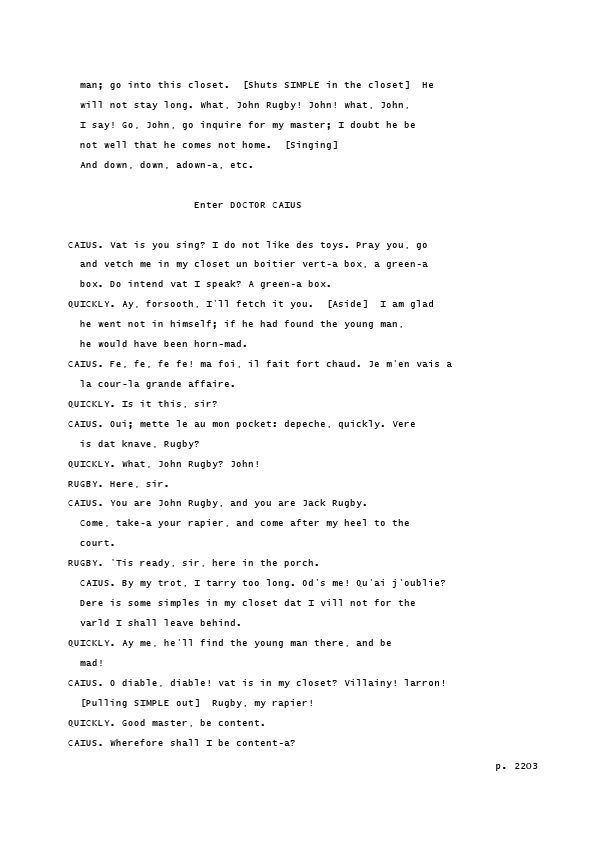 man; go into this closet.  [Shuts SIMPLE in the closet]  He
will not stay long. What, John Rugby! John! what, John,
I say! Go, John, go inquire for my master; I doubt he be
not well that he comes not home.  [Singing]
And down, down, adown-a, etc.
Enter DOCTOR CAIUS
CAIUS. Vat is you sing? I do not like des toys. Pray you, go
and vetch me in my closet un boitier vert-a box, a green-a
box. Do intend vat I speak? A green-a box.
QUICKLY. Ay, forsooth, I'll fetch it you.  [Aside]  I am glad
he went not in himself; if he had found the young man,
he would have been horn-mad.
CAIUS. Fe, fe, fe fe! ma foi, il fait fort chaud. Je m'en vais a
la cour-la grande affaire.
QUICKLY. Is it this, sir?
CAIUS. Oui; mette le au mon pocket: depeche, quickly. Vere
is dat knave, Rugby?
QUICKLY. What, John Rugby? John!
RUGBY. Here, sir.
CAIUS. You are John Rugby, and you are Jack Rugby.
Come, take-a your rapier, and come after my heel to the
court.
RUGBY. 'Tis ready, sir, here in the porch.
CAIUS. By my trot, I tarry too long. Od's me! Qu'ai j'oublie?
Dere is some simples in my closet dat I vill not for the
varld I shall leave behind.
QUICKLY. Ay me, he'll find the young man there, and be
mad!
CAIUS. O diable, diable! vat is in my closet? Villainy! larron!
[Pulling SIMPLE out]  Rugby, my rapier!
QUICKLY. Good master, be content.
CAIUS. Wherefore shall I be content-a?
p. 2203